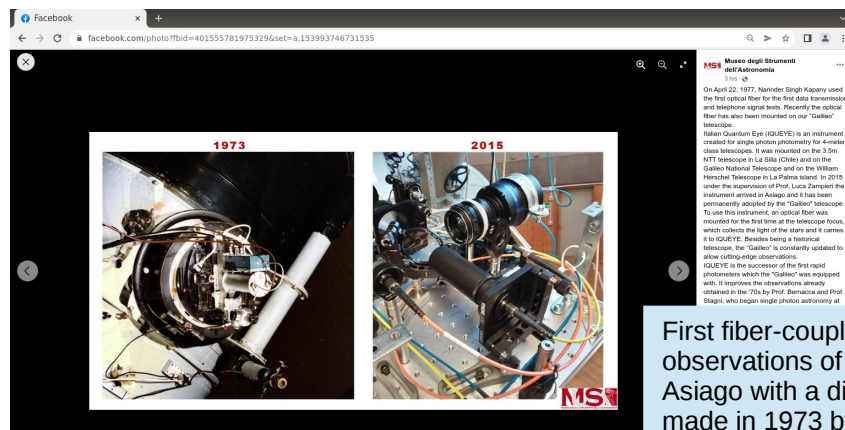 Facebook
facebook.com/photo?fbid=401555781975329&set=a.153993746731535
1973
2015
MS
MS
Museo degli Strumenti
dell'Astronomia
3 hrs
On April 22, 1977, Narinder Singh Kapany used
the first optical fiber for the first data transmission
and telephone signal tests. Recently the optical
fiber has also been mounted on our "Galileo"
telescope.
Italian Quantum Eye (IQUEYE) is an instrument
created for single photon photometry for 4-meter
class telescopes. It was mounted on the 3.5m
NTT telescope in La Silla (Chile) and on the
Galileo National Telescope and on the William
Herschel Telescope in La Palma island. In 2015
under the supervision of Prof. Luca Zampieri the
instrument arrived in Asiago and it has been
permanently adopted by the "Galileo" telescope.
To use this instrument, an optical fiber was
mounted for the first time at the telescope focus,
which collects the light of the stars and it carries
it to IQUEYE. Besides being a historical
telescope, the "Galileo" is constantly updated to
allow cutting-edge observations.
IQUEYE is the successor of the first rapid
photometers which the "Galileo" was equipped
with. It improves the observations already
obtained in the '70s by Prof. Bernacca and Prof.
Stagni, who began single photon astronomy at
First fiber-coupl
observations of
Asiago with a di
made in 1973 b